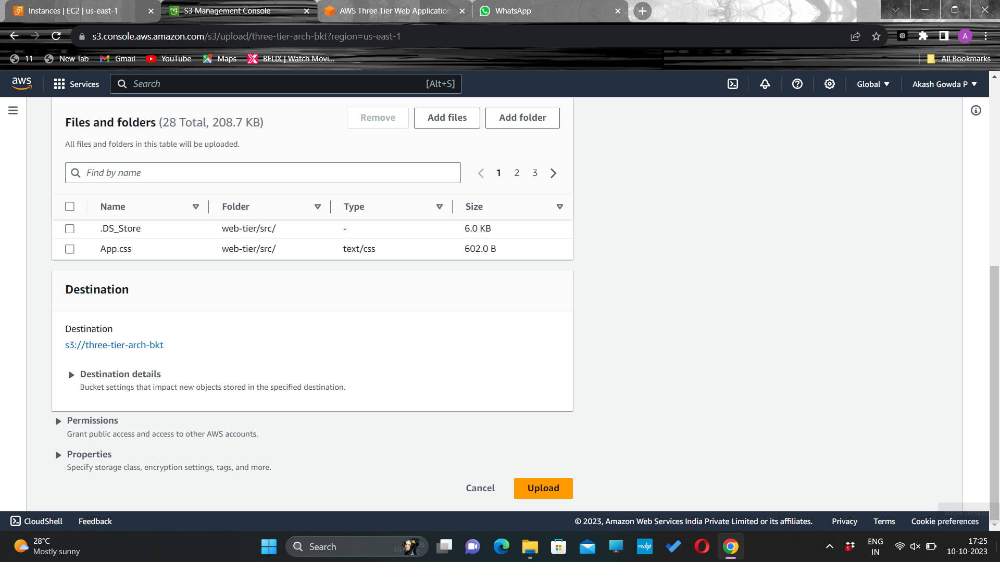 Instances | EC2 | us-east-1
S3 Management Console
AWS Three Tier Web Application
WhatsApp
s3.console.aws.amazon.com/s3/upload/three-tier-arch-bkt?region=us-east-1
A
11
New Tab
Gmail
YouTube
Maps
BFLIX | Watch Movi...
All Bookmarks
aws
Services
Search
[Alt+S]
Global
Akash Gowda P
Files and folders (28 Total, 208.7 KB)
Remove
Add files
Add folder
All files and folders in this table will be uploaded.
Find by name
1 2 3
Name Folder Type Size
.DS_Store web-tier/src/ - 6.0 KB
App.css web-tier/src/ text/css 602.0 B
Destination
Destination
s3://three-tier-arch-bkt
Destination details
Bucket settings that impact new objects stored in the specified destination.
Permissions
Grant public access and access to other AWS accounts.
Properties
Specify storage class, encryption settings, tags, and more.
Cancel
Upload
Show desktop
CloudShell
Feedback
© 2023, Amazon Web Services India Private Limited or its affiliates.
Privacy
Terms
Cookie preferences
28°C
Mostly sunny
Search
myhp
1
ENG
IN
17:25
10-10-2023